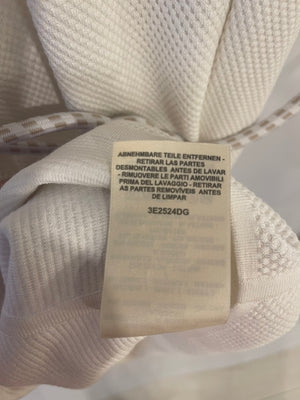 ABNEHMBARE TEILE ENTFERNEN -
RETIRAR LAS PARTES
DESMONTABLES ANTES DE LAVAR
- RIMUOVERE LE PARTI AMOVIBILI
PRIMA DEL LAVAGGIO - RETIRAR
AS PARTES REMOVÍVEIS ANTES
DE LIMPAR
3E2524DG